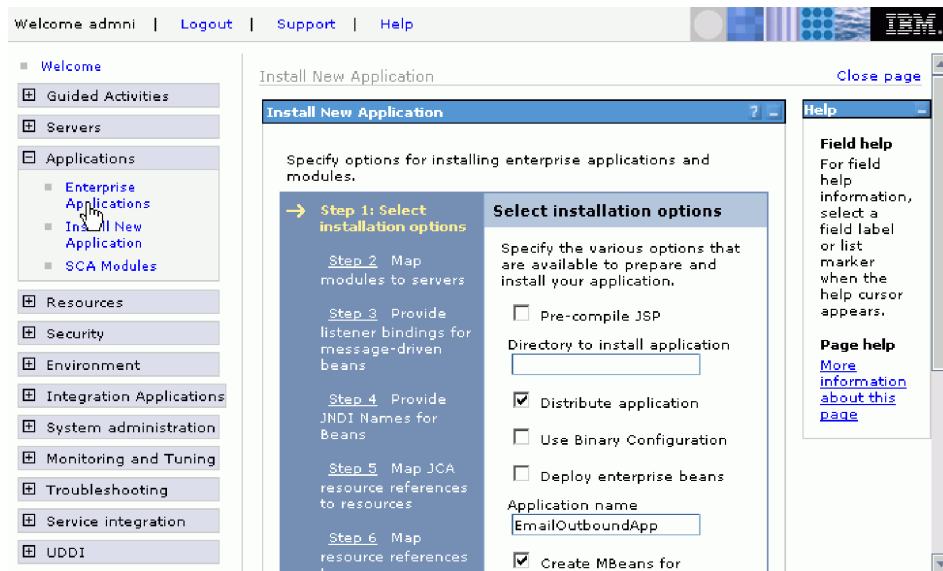 Welcome admni | Logout | Support | Help
IBM.
Welcome
Guided Activities
Servers
Applications
Enterprise
Applications
Install New
Application
SCA Modules
Resources
Security
Environment
Integration Applications
System administration
Monitoring and Tuning
Troubleshooting
Service integration
UDDI
Install New Application
Close page
Install New Application
?
Specify options for installing enterprise applications and
modules.
Step 1: Select
installation options
Step 2 Map
modules to servers
Step 3 Provide
listener bindings for
message-driven
beans
Step 4 Provide
JNDI Names for
Beans
Step 5 Map JCA
resource references
to resources
Step 6 Map
resource references
Select installation options
Specify the various options that
are available to prepare and
install your application.
Pre-compile JSP
Directory to install application
Distribute application
Use Binary Configuration
Deploy enterprise beans
Application name
EmailOutboundApp
Create MBeans for
Help
Field help
For field
help
information,
select a
field label
or list
marker
when the
help cursor
appears.
Page help
More
information
about this
page